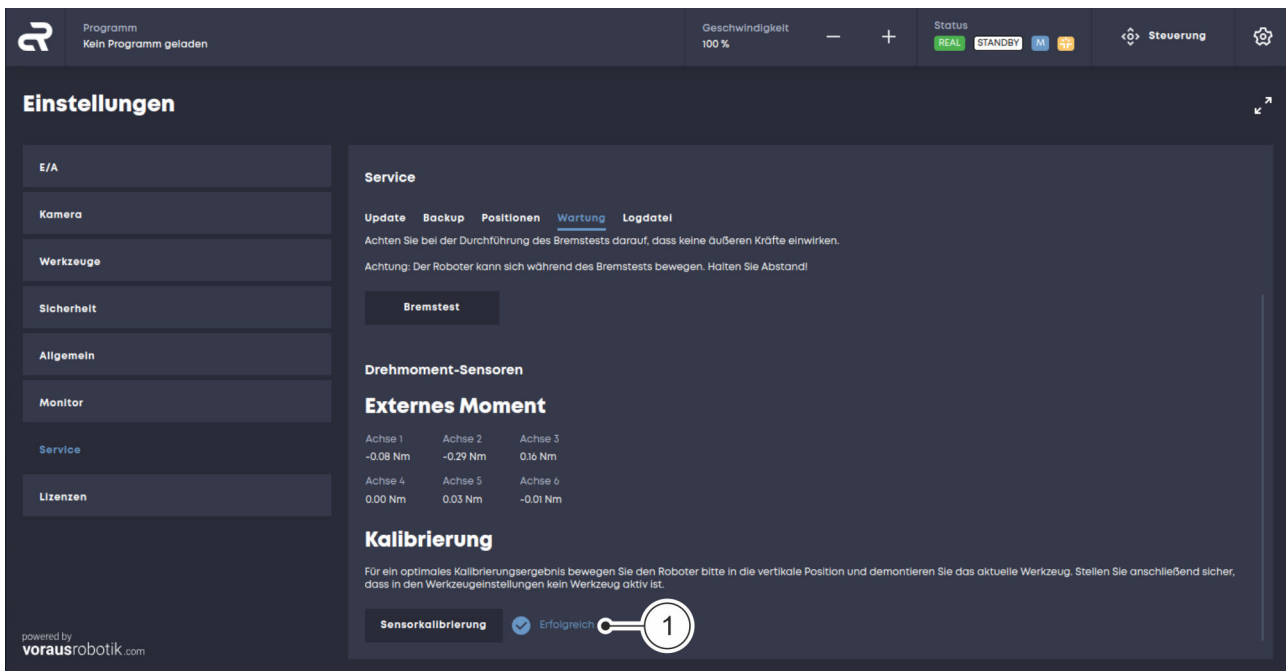 Programm
Kein Programm geladen
Geschwindigkeit
100 %
Status
REAL STANDBY M
Steuerung
Einstellungen
E/A
Kamera
Werkzeuge
Sicherheit
Allgemein
Monitor
Service
Lizenzen
powered by
vorausrobotik.com
Service
Update Backup Positionen Wartung Logdatei
Achten Sie bei der Durchführung des Bremstests darauf, dass keine äußeren Kräfte einwirken.
Achtung: Der Roboter kann sich während des Bremstests bewegen. Halten Sie Abstand!
Bremstest
Drehmoment-Sensoren
Externes Moment
Achse 1 Achse 2 Achse 3
-0.08 Nm -0.29 Nm 0.16 Nm
Achse 4 Achse 5 Achse 6
0.00 Nm 0.03 Nm -0.01 Nm
Kalibrierung
Für ein optimales Kalibrierungsergebnis bewegen Sie den Roboter bitte in die vertikale Position und demontieren Sie das aktuelle Werkzeug. Stellen Sie anschließend sicher,
dass in den Werkzeugeinstellungen kein Werkzeug aktiv ist.
Sensorkalibrierung Erfolgreich 1